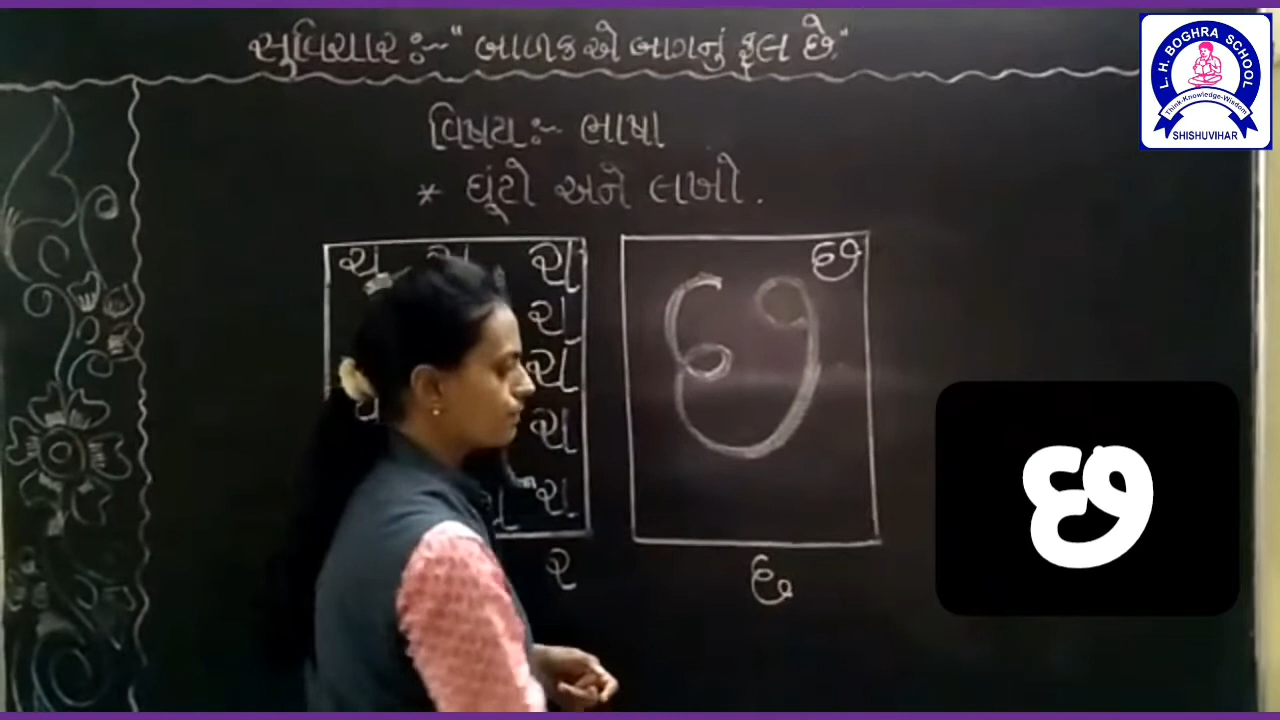 સુવિચાર :- " બાળક એ બાગનું ફૂલ છે."
વિષય :- ભાષા
* ઘૂંટો અને લખો.
ચ ચ
ચ
ચ
ચ
ચ
ર
છ
છ
છ
L. H. BOGHRA SCHOOL
Think-Knowledge-Wisdom
SHISHUVIHAR
છ